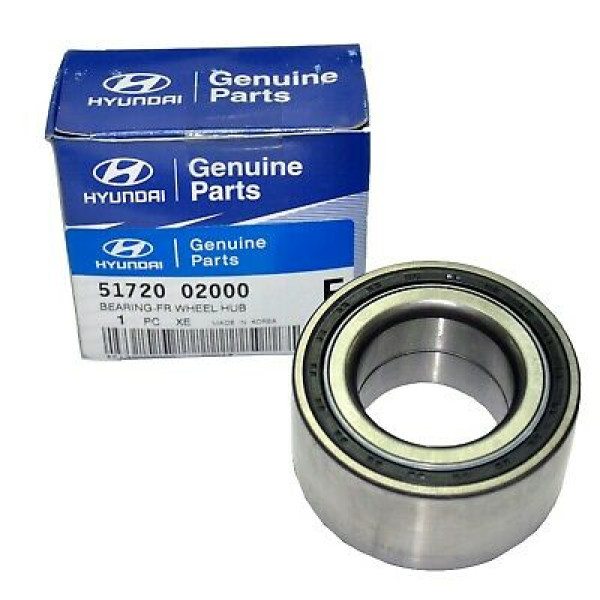 Genuine
HYUNDAI Parts
Genuine
HYUNDAI Parts
Genuine
HYUNDAI Parts
51720 02000
BEARING-FR WHEEL HUB
1 PC XE MADE IN KOREA